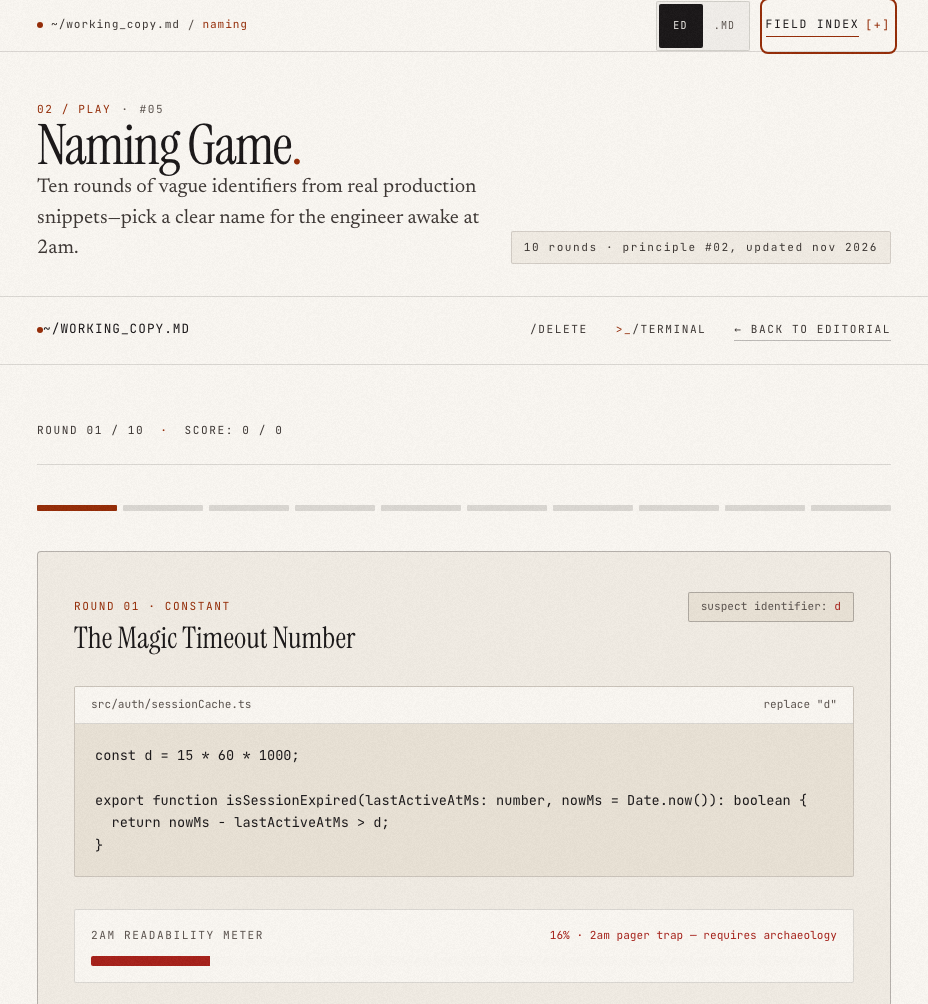 ~/working_copy.md / naming
ED
.MD
FIELD INDEX [+]
02 / PLAY · #05
Naming Game.
Ten rounds of vague identifiers from real production
snippets—pick a clear name for the engineer awake at
2am.
10 rounds · principle #02, updated nov 2026
~/WORKING_COPY.MD
/DELETE
>_/TERMINAL
← BACK TO EDITORIAL
ROUND 01 / 10 · SCORE: 0 / 0
ROUND 01 · CONSTANT
suspect identifier: d
The Magic Timeout Number
src/auth/sessionCache.ts
replace "d"
const d = 15 * 60 * 1000;
export function isSessionExpired(lastActiveAtMs: number, nowMs = Date.now()): boolean {
  return nowMs - lastActiveAtMs > d;
}
2AM READABILITY METER
16% · 2am pager trap — requires archaeology